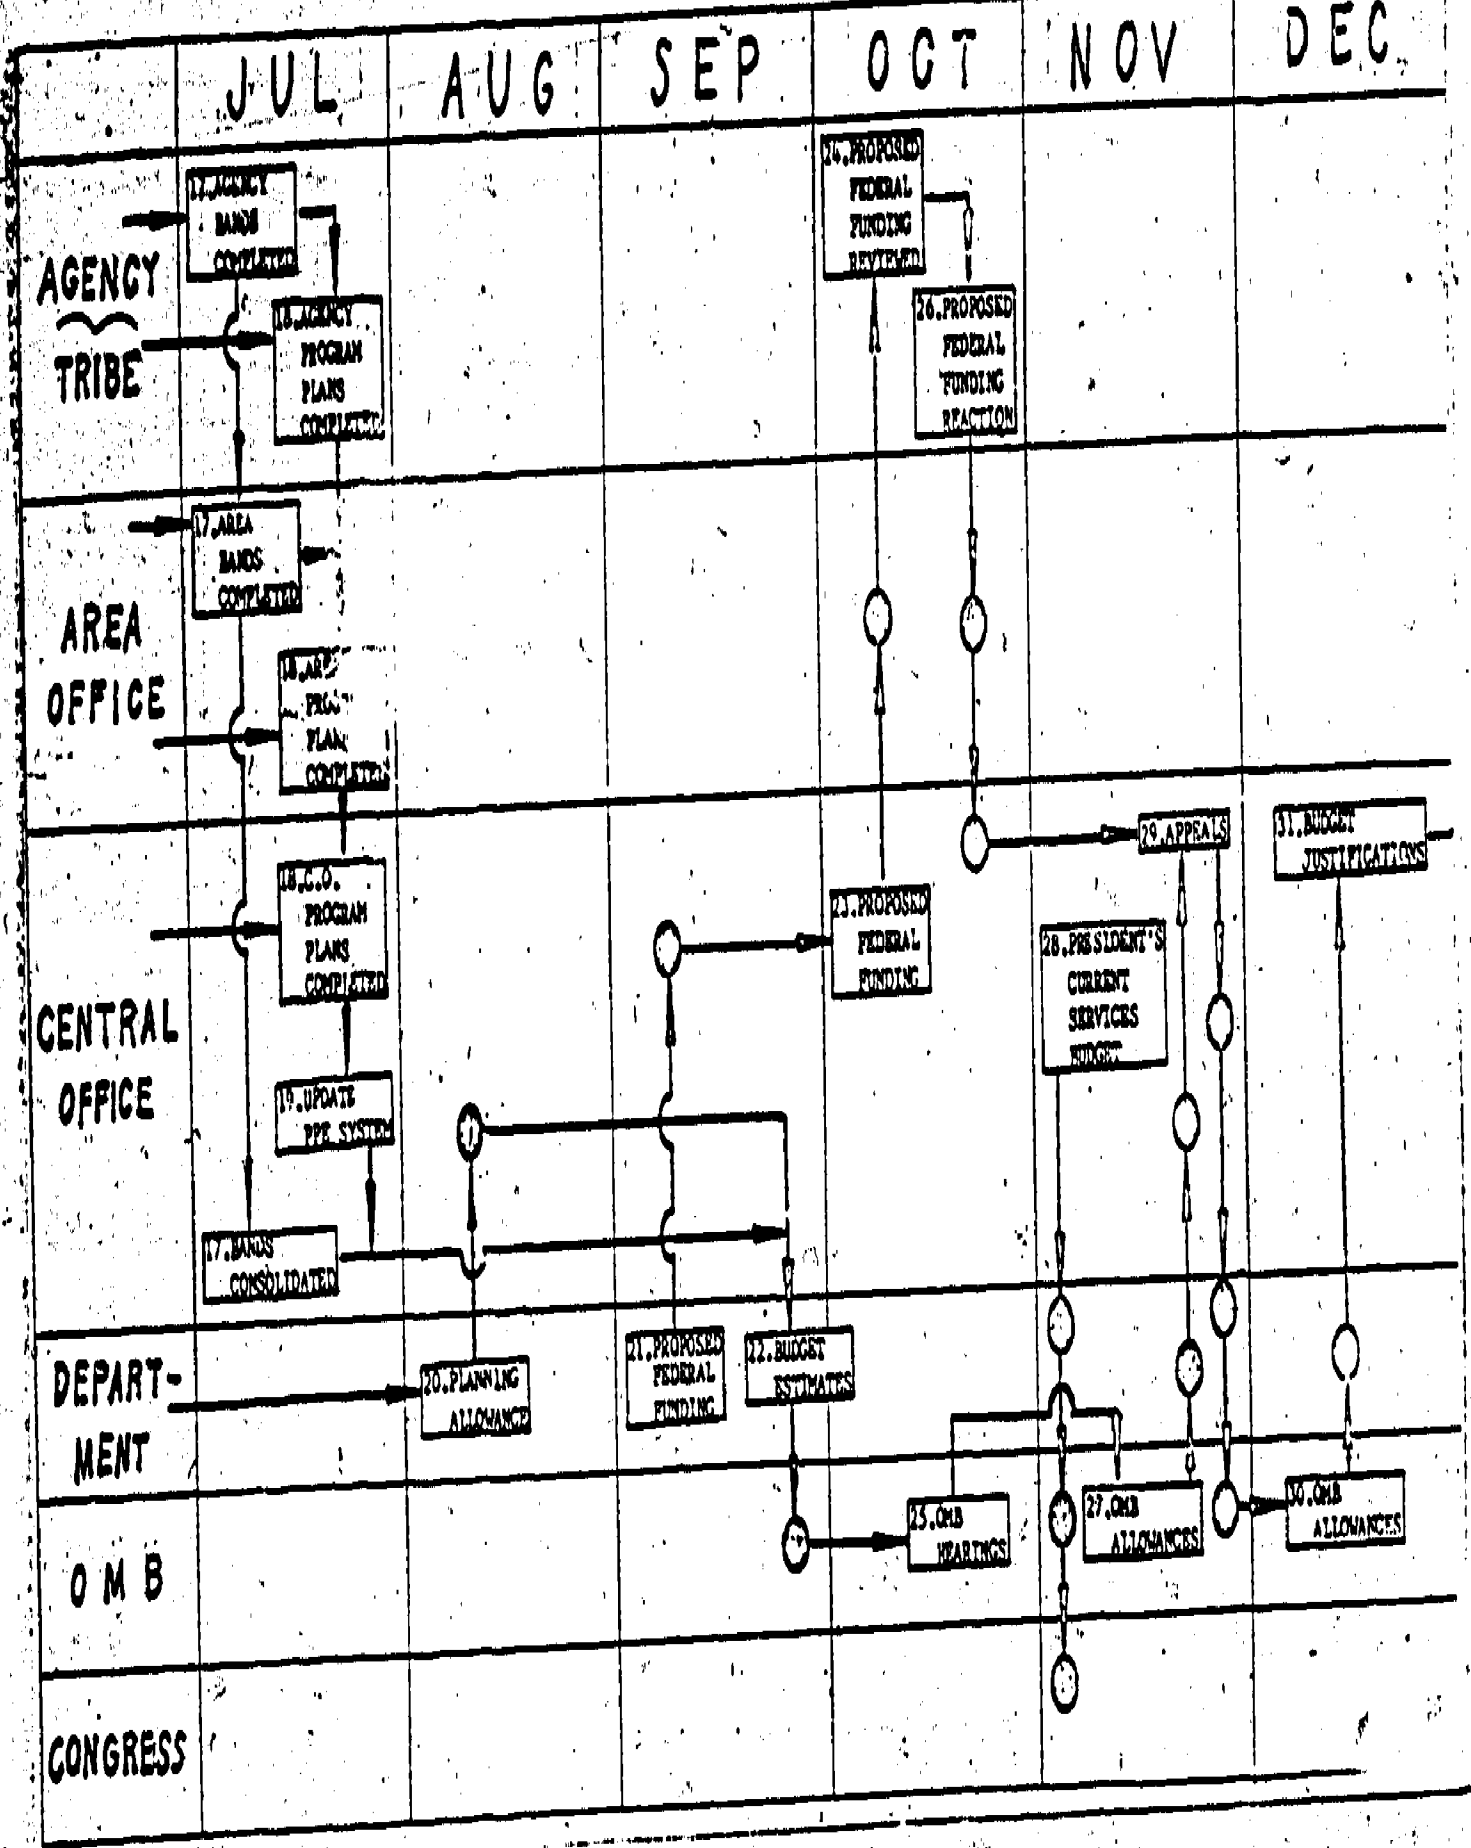 JUL AUG SEP OCT NOV DEC
AGENCY
TRIBE
17.AGENCY
BANDS
COMPLETED
18.AGENCY
PROGRAM
PLANS
COMPLETED
24.PROPOSED
FEDERAL
FUNDING
REVIEWED
26.PROPOSED
FEDERAL
FUNDING
REACTION
AREA
OFFICE
17.AREA
BANDS
COMPLETED
18.
PLAN
COMPLETED
CENTRAL
OFFICE
18.C.O.
PROGRAM
PLANS
COMPLETED
19.UPDATE
PPE SYSTEM
17.BANDS
CONSOLIDATED
23.PROPOSED
FEDERAL
FUNDING
28.PRESIDENT'S
CURRENT
SERVICES
BUDGET
29.APPEALS
31.BUDGET
JUSTIFICATIONS
DEPART-
MENT
20.PLANNING
ALLOWANCE
21.PROPOSED
FEDERAL
FUNDING
22.BUDGET
ESTIMATES
OMB
25.OMB
HEARINGS
27.OMB
ALLOWANCES
30.OMB
ALLOWANCES
CONGRESS